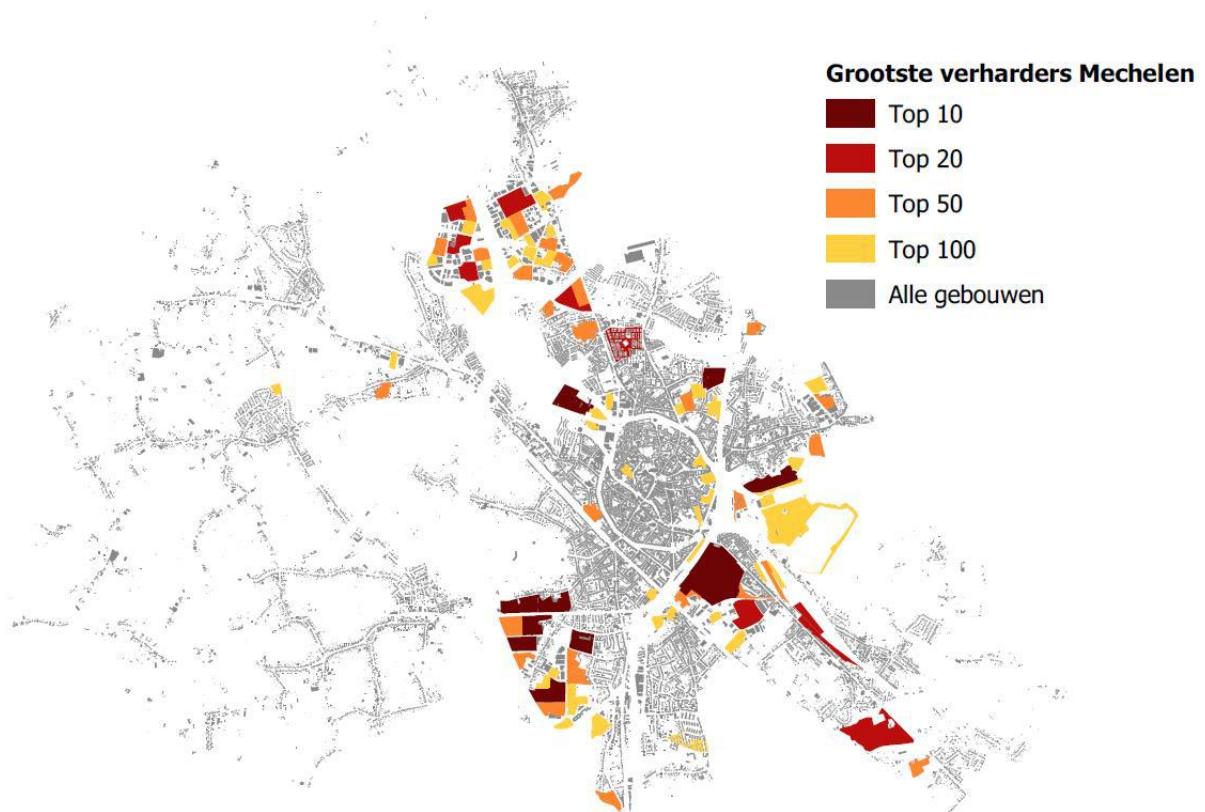 Grootste verharders Mechelen
Top 10
Top 20
Top 50
Top 100
Alle gebouwen